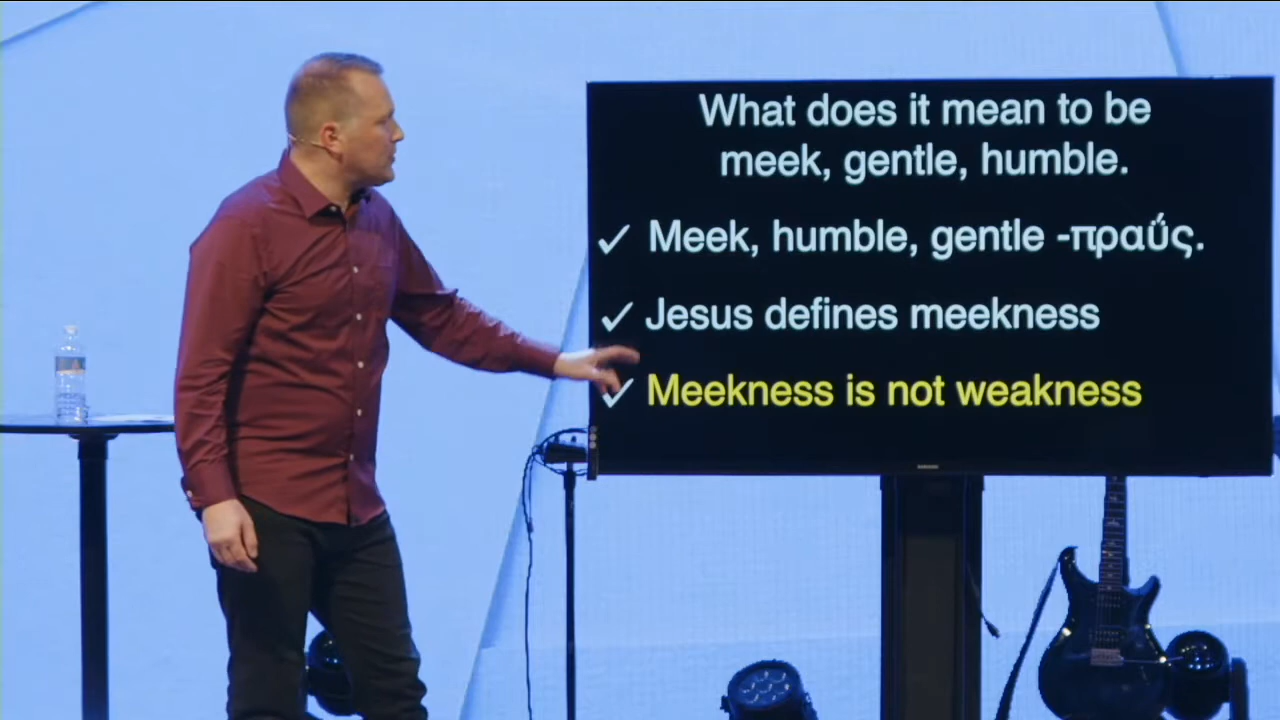 What does it mean to be
meek, gentle, humble.
✓ Meek, humble, gentle -πραΰς.
✓ Jesus defines meekness
✓ Meekness is not weakness